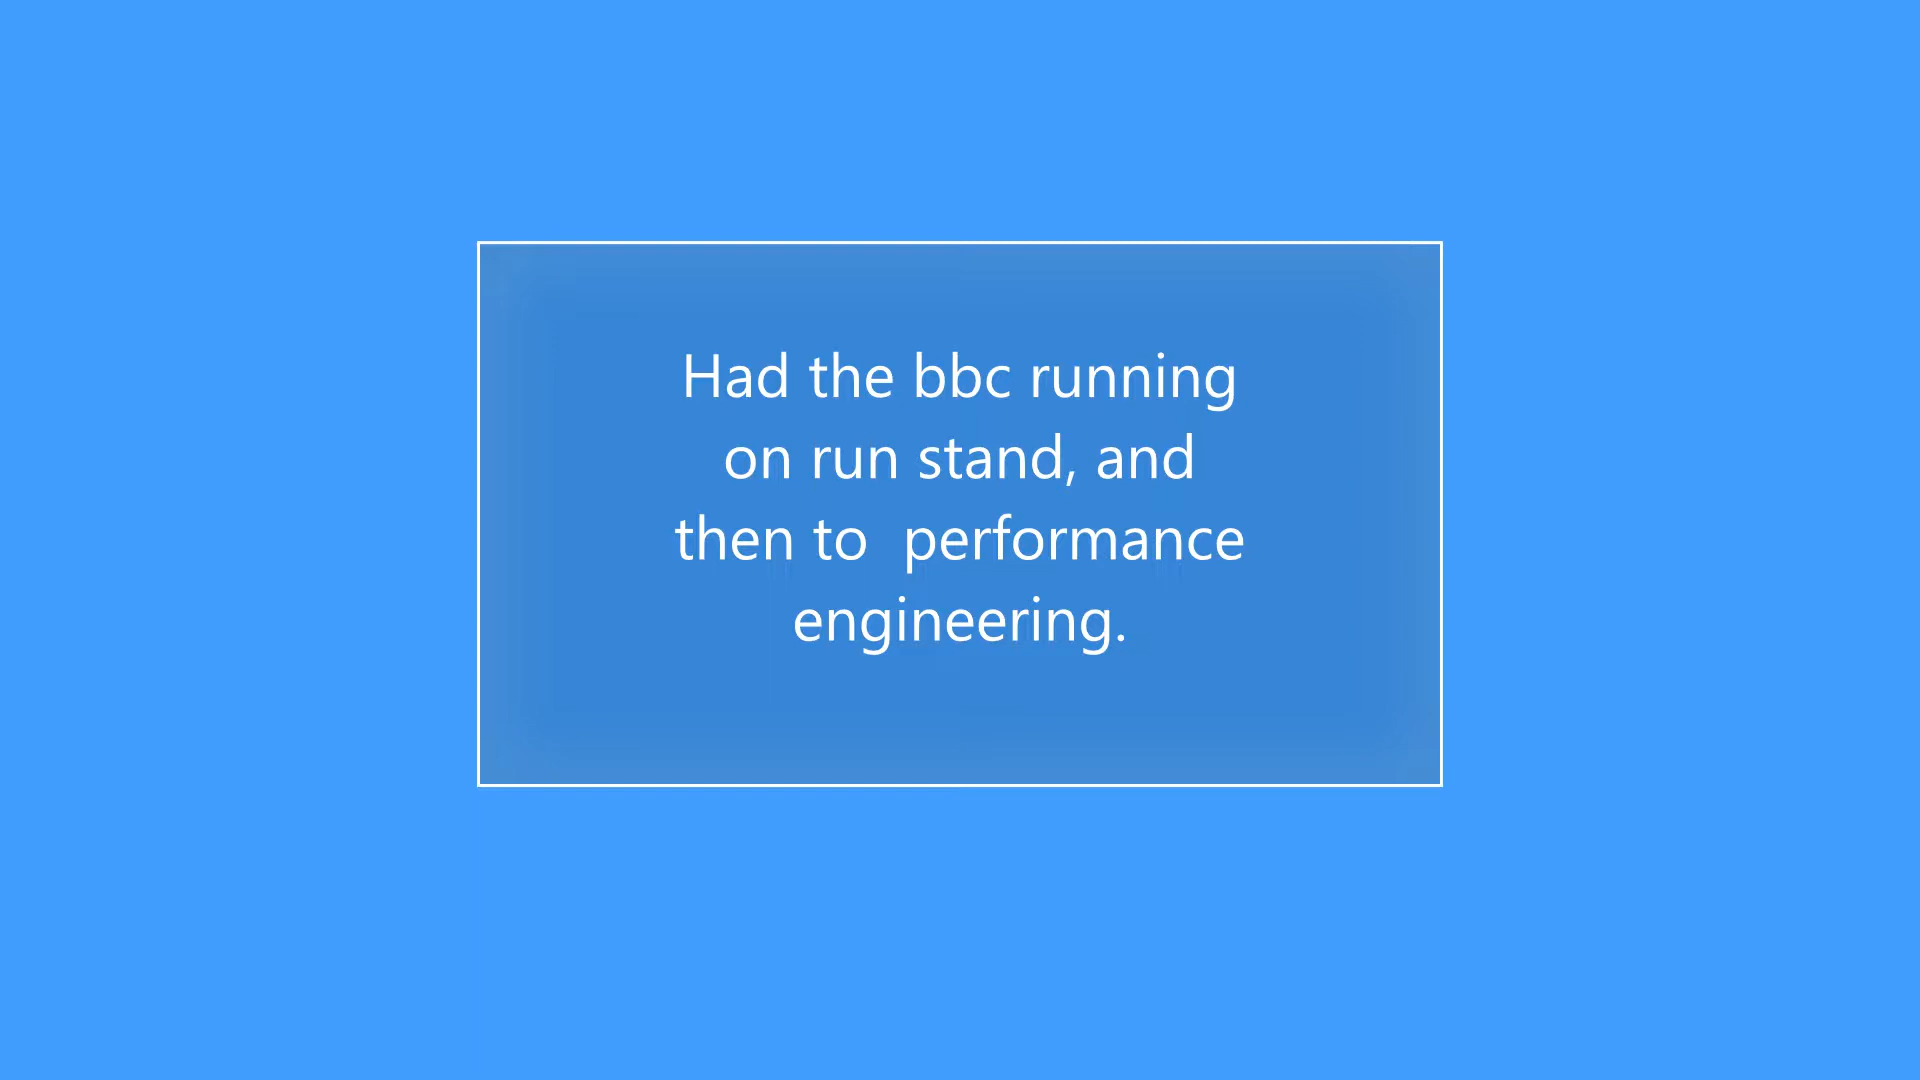 Had the bbc running
on run stand, and
then to  performance
engineering.